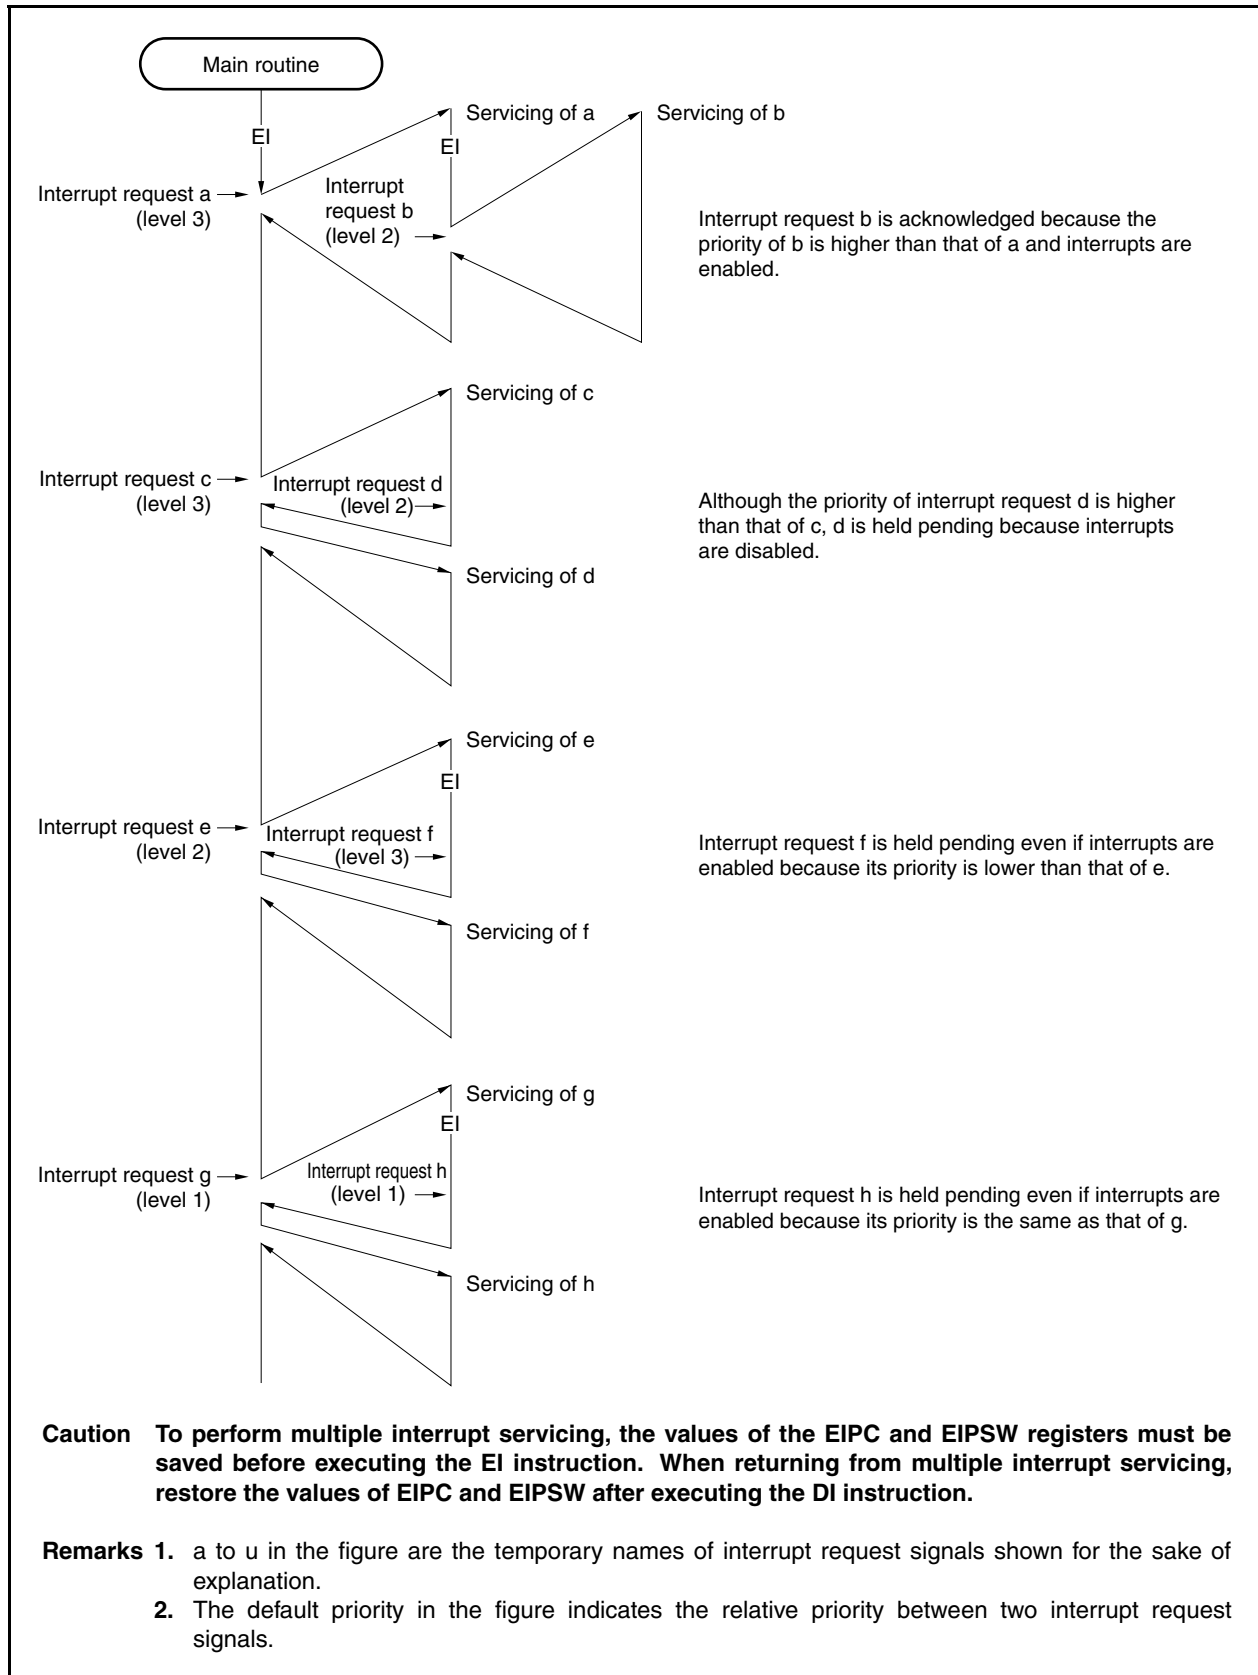 Main routine
EI
Servicing of a
Servicing of b
EI
Interrupt request a
(level 3)
Interrupt
request b
(level 2)
Interrupt request b is acknowledged because the
priority of b is higher than that of a and interrupts are
enabled.
Servicing of c
Interrupt request c
(level 3)
Interrupt request d
(level 2)
Although the priority of interrupt request d is higher
than that of c, d is held pending because interrupts
are disabled.
Servicing of d
Servicing of e
EI
Interrupt request e
(level 2)
Interrupt request f
(level 3)
Interrupt request f is held pending even if interrupts are
enabled because its priority is lower than that of e.
Servicing of f
Servicing of g
EI
Interrupt request g
(level 1)
Interrupt request h
(level 1)
Interrupt request h is held pending even if interrupts are
enabled because its priority is the same as that of g.
Servicing of h
Caution To perform multiple interrupt servicing, the values of the EIPC and EIPSW registers must be
saved before executing the EI instruction. When returning from multiple interrupt servicing,
restore the values of EIPC and EIPSW after executing the DI instruction.
Remarks 1. a to u in the figure are the temporary names of interrupt request signals shown for the sake of
explanation.
2. The default priority in the figure indicates the relative priority between two interrupt request
signals.